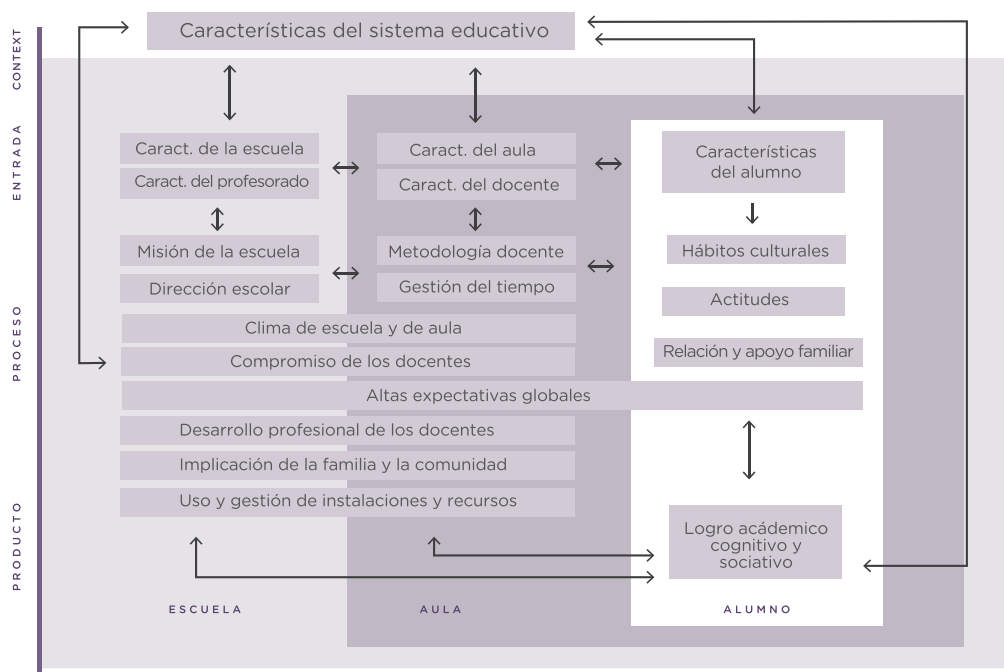 CONTEXT
Características del sistema educativo
ENTRADA
Caract. de la escuela
Caract. del profesorado
Caract. del aula
Caract. del docente
Características
del alumno
PROCESO
Misión de la escuela
Dirección escolar
Metodología docente
Gestión del tiempo
Hábitos culturales
Actitudes
Relación y apoyo familiar
Clima de escuela y de aula
Compromiso de los docentes
Altas expectativas globales
Desarrollo profesional de los docentes
Implicación de la familia y la comunidad
Uso y gestión de instalaciones y recursos
PRODUCTO
Logro acádemico
cognitivo y
sociativo
ESCUELA
AULA
ALUMNO